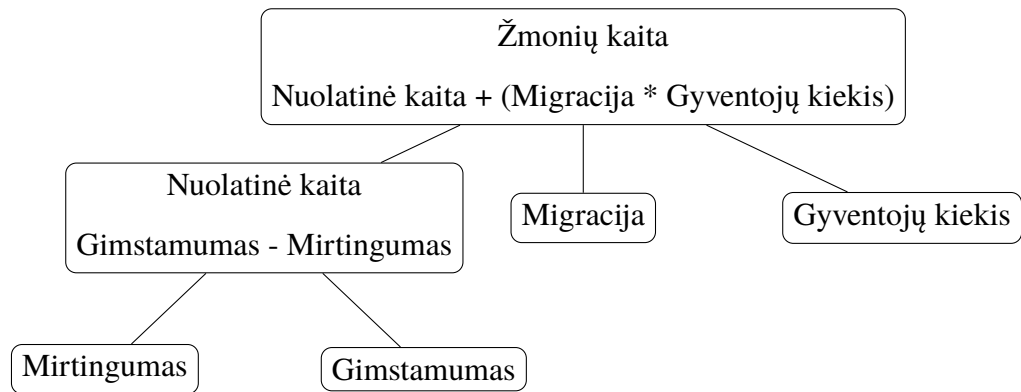 Žmonių kaita
Nuolatinė kaita + (Migracija * Gyventojų kiekis)
Nuolatinė kaita
Gimstamumas - Mirtingumas
Migracija
Gyventojų kiekis
Mirtingumas
Gimstamumas